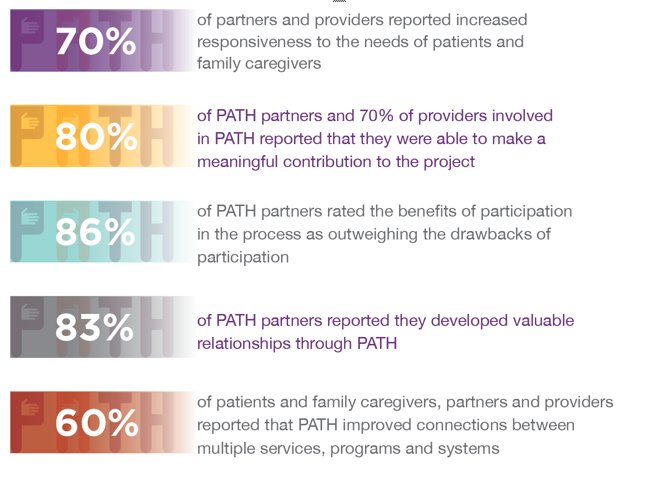 70%
of partners and providers reported increased
responsiveness to the needs of patients and
family caregivers
80%
of PATH partners and 70% of providers involved
in PATH reported that they were able to make a
meaningful contribution to the project
86%
of PATH partners rated the benefits of participation
in the process as outweighing the drawbacks of
participation
83%
of PATH partners reported they developed valuable
relationships through PATH
60%
of patients and family caregivers, partners and providers
reported that PATH improved connections between
multiple services, programs and systems